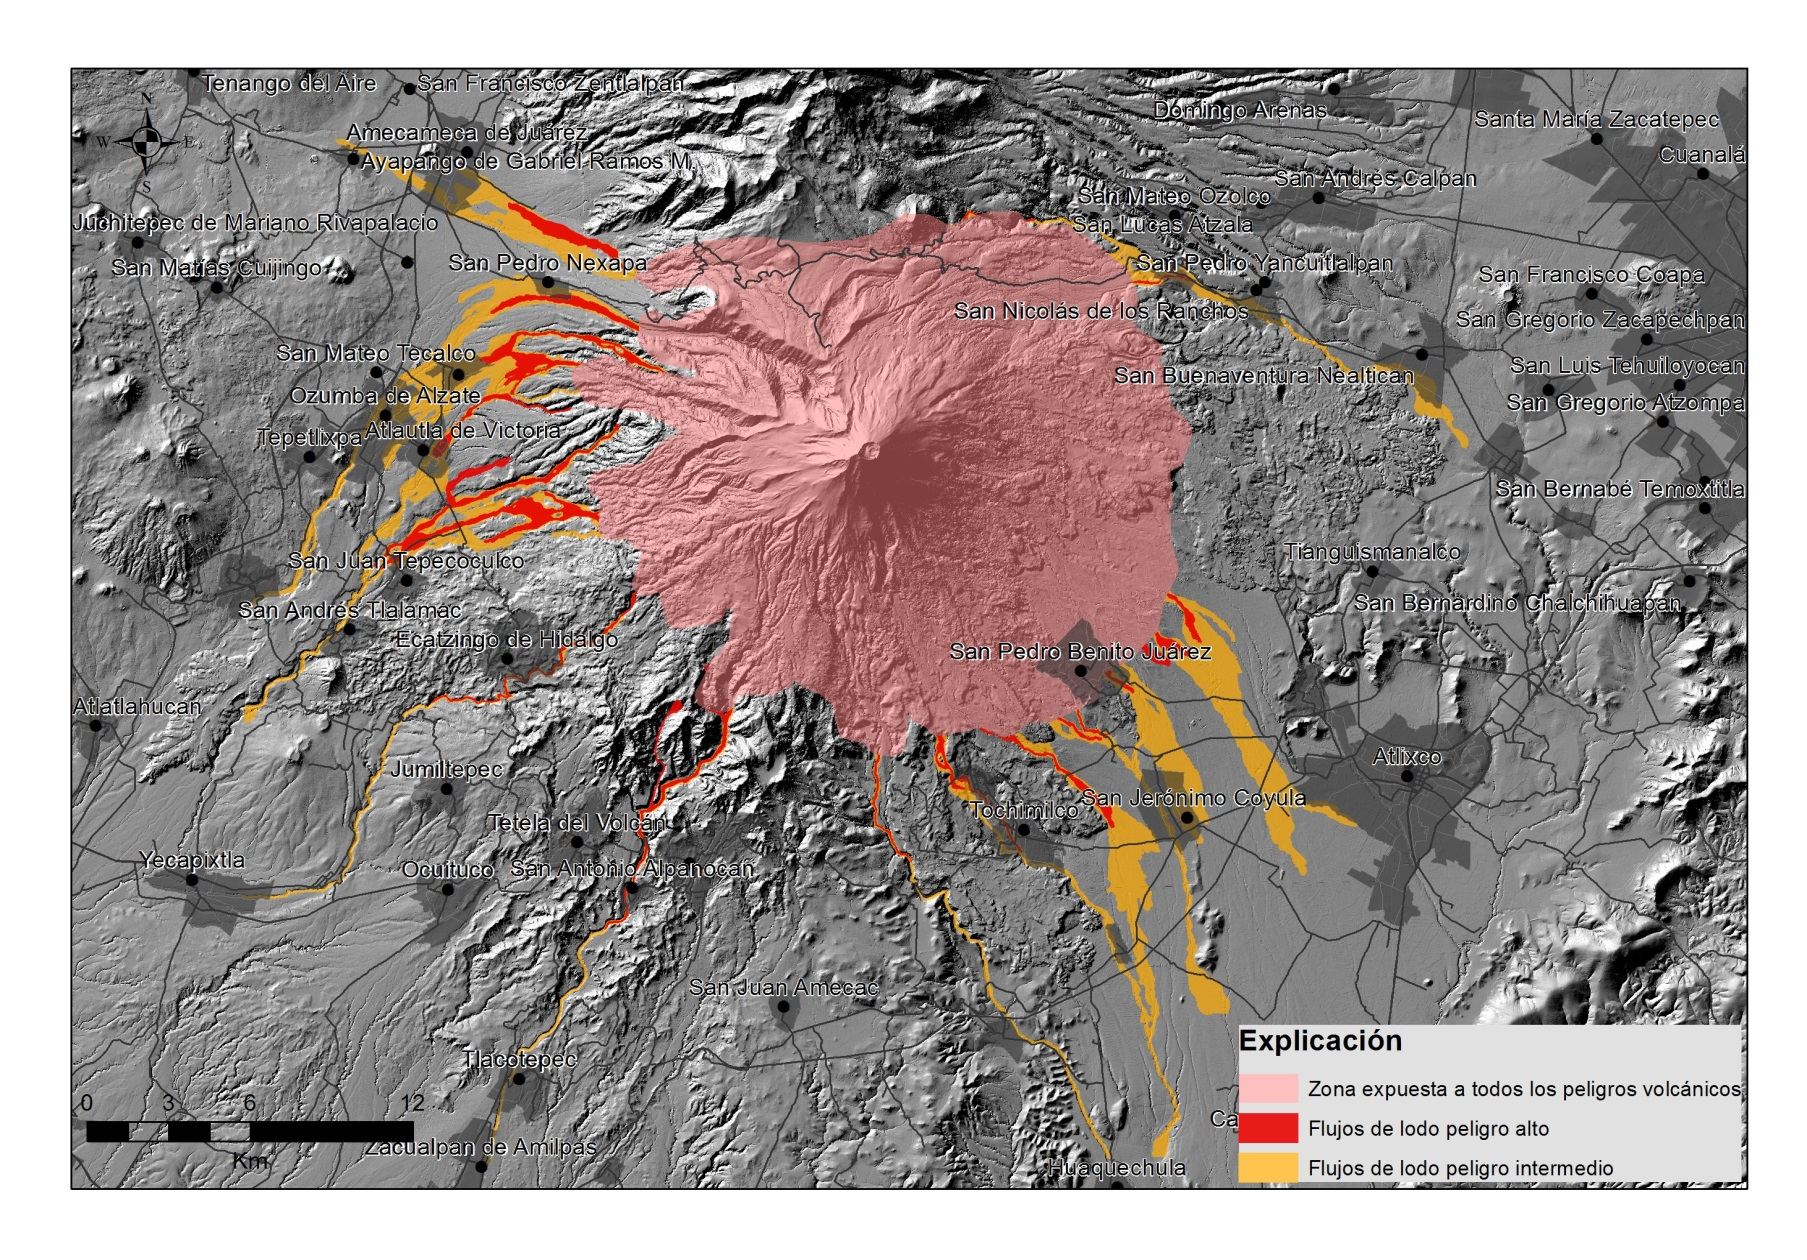 Tenango del Aire
San Francisco Zentlalpan
N
Domingo Arenas
Santa María Zacatepec
Amecameca de Juárez
W
E
Ayapango de Gabriel Ramos M.
Cuanalá
S
San Andrés Calpan
San Mateo Ozolco
Juchitepec de Mariano Rivapalacio
San Lucas Atzala
San Matías Cuijingo
San Pedro Nexapa
San Pedro Yancuitlalpan
San Francisco Coapa
San Nicolás de los Ranchos
San Gregorio Zacapechpan
San Mateo Tecalco
San Luis Tehuiloyocan
San Buenaventura Nealtican
Ozumba de Alzate
San Gregorio Atzompa
Tepetlixpa
Atlautla de Victoria
San Bernabé Temoxtitla
San Juan Tepecoculco
Tianguismanalco
San Andrés Tlalamac
San Bernardino Chalchihuapan
Ecatzingo de Hidalgo
San Pedro Benito Juárez
Atlatlahucan
Atlixco
Jumiltepec
San Jerónimo Coyula
Tochimilco
Tetela del Volcán
Yecapixtla
Ocuituco
San Antonio Alpanocan
San Juan Amecac
Tlacotepec
Zacualpan de Amilpas
Huaquechula
Ca
0 3 6 12
Km
Explicación
Zona expuesta a todos los peligros volcánicos
Flujos de lodo peligro alto
Flujos de lodo peligro intermedio